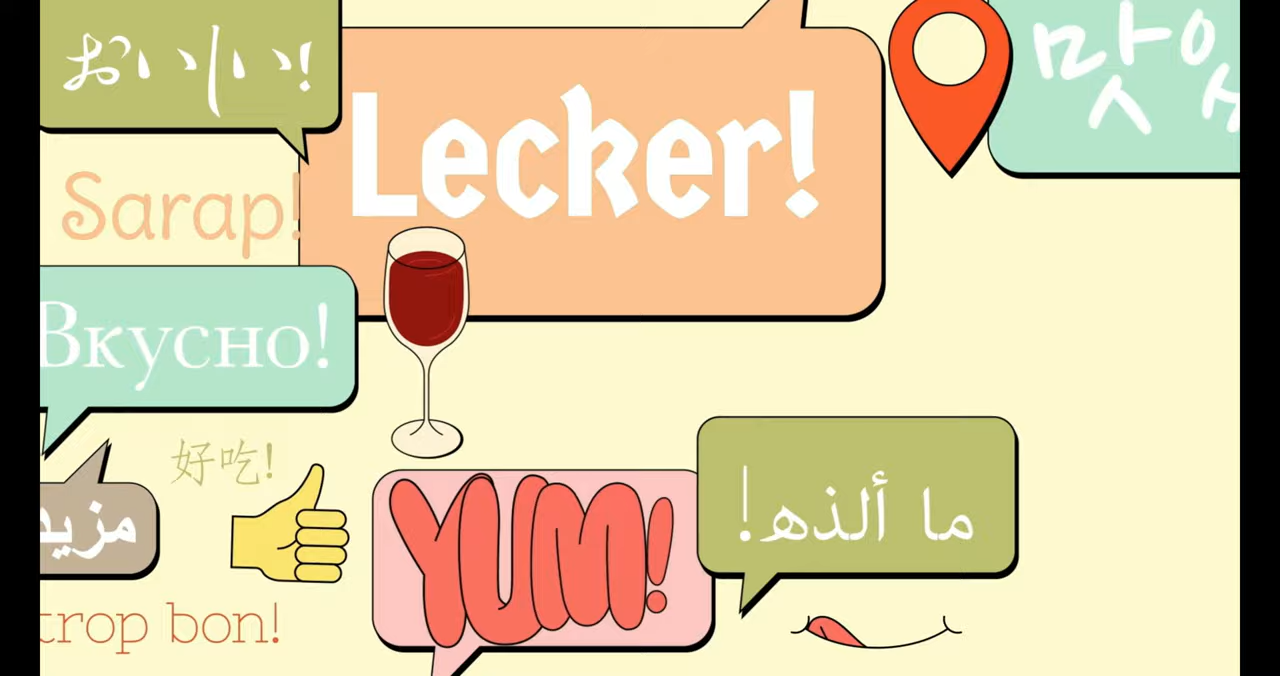 おいしい!
Lecker!
맛있
Sarap!
Вкусно!
好吃!
مزيد
YUM!
ما ألذه!
trop bon!